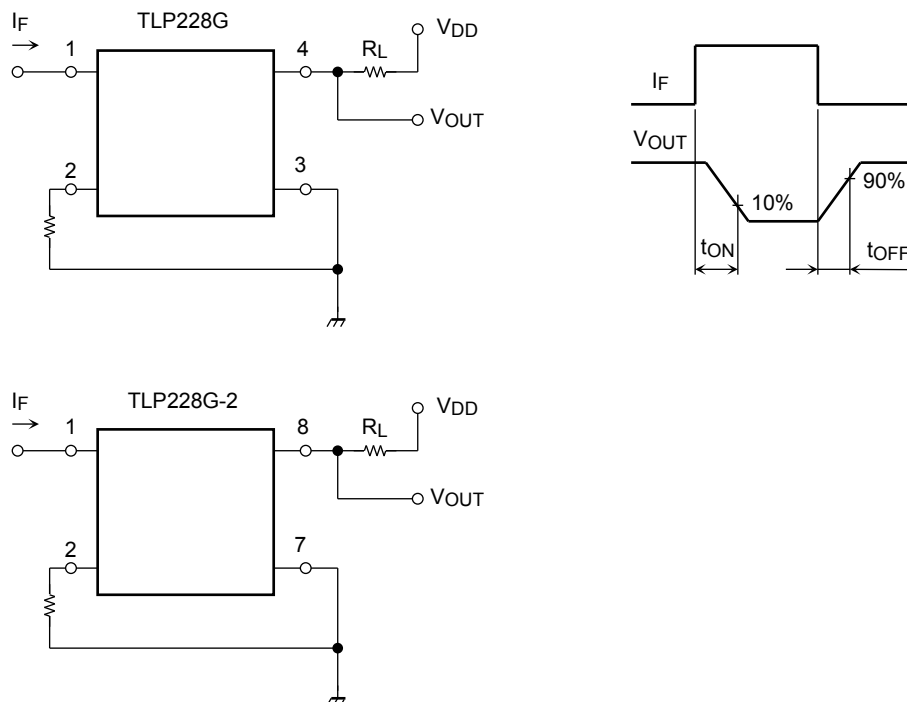 IF
TLP228G
1
4
RL
VDD
VOUT
2
3
IF
VOUT
10%
90%
tON
tOFF
IF
TLP228G-2
1
8
RL
VDD
VOUT
2
7